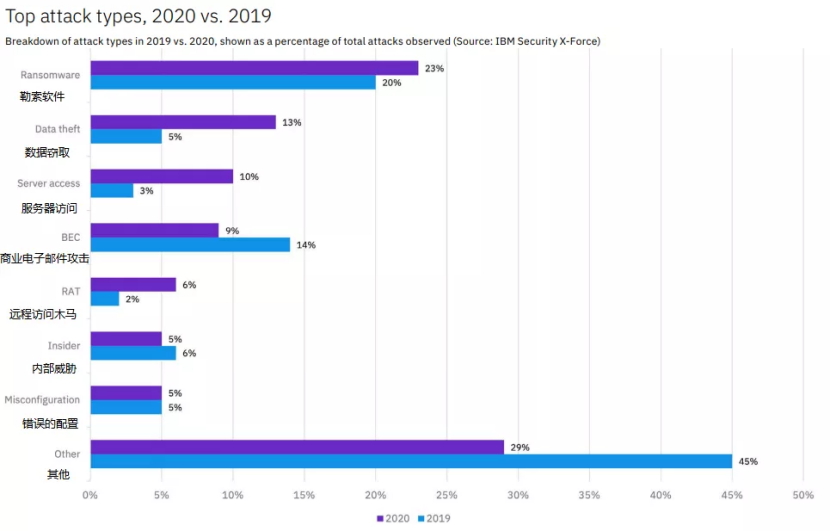 Top attack types, 2020 vs. 2019
Breakdown of attack types in 2019 vs. 2020, shown as a percentage of total attacks observed (Source: IBM Security X-Force)
Ransomware
勒索软件
23%
20%
Data theft
数据窃取
13%
5%
Server access
服务器访问
10%
3%
BEC
商业电子邮件攻击
9%
14%
RAT
远程访问木马
6%
2%
Insider
内部威胁
5%
6%
Misconfiguration
错误的配置
5%
5%
Other
其他
29%
45%
0% 5% 10% 15% 20% 25% 30% 35% 40% 45% 50%
2020 2019